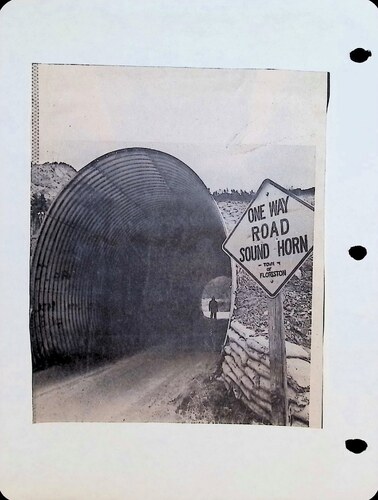 ONE WAY
ROAD
SOUND HORN
- TOWN OF
FLORISTON